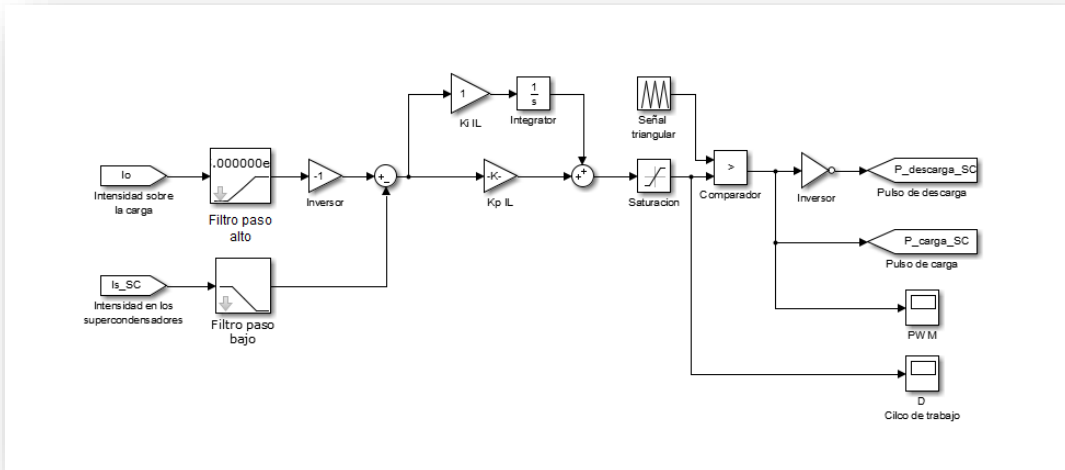 1
Ki IL
1
s
Integrator
Señal
triangular
Io
Intensidad sobre
la carga
.000000e
Filtro paso
alto
-1
Inversor
+
-
-K-
Kp IL
+
+
Saturacion
>
Comparador
Inversor
P_descarga_SC
Pulso de descarga
P_carga_SC
Pulso de carga
Is_SC
Intensidad en los
supercondensadores
Filtro paso
bajo
PWM
D
Cilco de trabajo